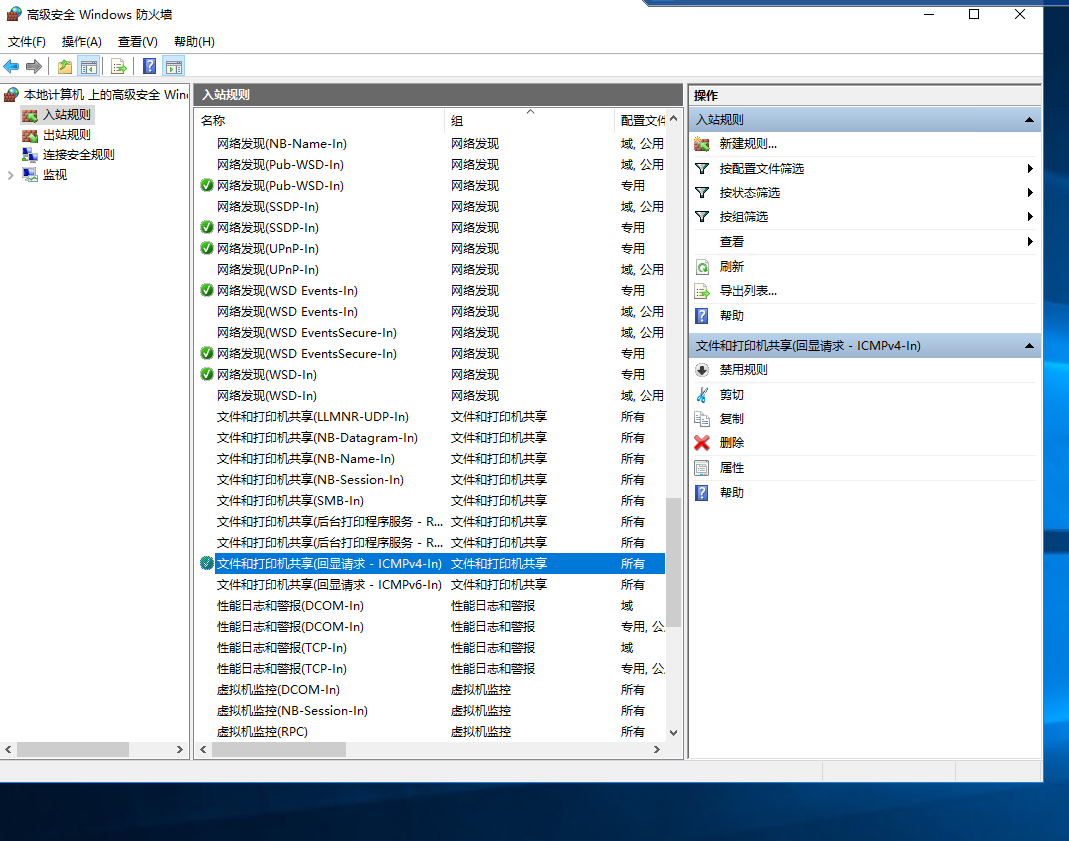 高级安全 Windows 防火墙
文件(F) 操作(A) 查看(V) 帮助(H)
本地计算机 上的高级安全 Win
入站规则
出站规则
连接安全规则
监视
入站规则
名称 组 配置文件
网络发现(NB-Name-In) 网络发现 域, 公用
网络发现(Pub-WSD-In) 网络发现 域, 公用
网络发现(Pub-WSD-In) 网络发现 专用
网络发现(SSDP-In) 网络发现 域, 公用
网络发现(SSDP-In) 网络发现 专用
网络发现(UPnP-In) 网络发现 专用
网络发现(UPnP-In) 网络发现 域, 公用
网络发现(WSD Events-In) 网络发现 专用
网络发现(WSD Events-In) 网络发现 域, 公用
网络发现(WSD EventsSecure-In) 网络发现 域, 公用
网络发现(WSD EventsSecure-In) 网络发现 专用
网络发现(WSD-In) 网络发现 专用
网络发现(WSD-In) 网络发现 域, 公用
文件和打印机共享(LLMNR-UDP-In) 文件和打印机共享 所有
文件和打印机共享(NB-Datagram-In) 文件和打印机共享 所有
文件和打印机共享(NB-Name-In) 文件和打印机共享 所有
文件和打印机共享(NB-Session-In) 文件和打印机共享 所有
文件和打印机共享(SMB-In) 文件和打印机共享 所有
文件和打印机共享(后台打印程序服务 - R... 文件和打印机共享 所有
文件和打印机共享(后台打印程序服务 - R... 文件和打印机共享 所有
文件和打印机共享(回显请求 - ICMPv4-In) 文件和打印机共享 所有
文件和打印机共享(回显请求 - ICMPv6-In) 文件和打印机共享 所有
性能日志和警报(DCOM-In) 性能日志和警报 域
性能日志和警报(DCOM-In) 性能日志和警报 专用, 公
性能日志和警报(TCP-In) 性能日志和警报 域
性能日志和警报(TCP-In) 性能日志和警报 专用, 公
虚拟机监控(DCOM-In) 虚拟机监控 所有
虚拟机监控(NB-Session-In) 虚拟机监控 所有
虚拟机监控(RPC) 虚拟机监控 所有
操作
入站规则
新建规则...
按配置文件筛选
按状态筛选
按组筛选
查看
刷新
导出列表...
帮助
文件和打印机共享(回显请求 - ICMPv4-In)
禁用规则
剪切
复制
删除
属性
帮助